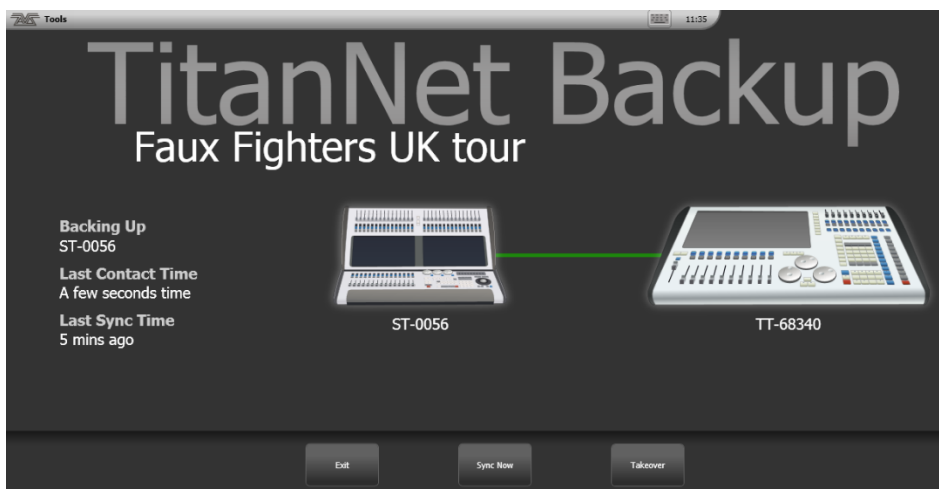 Tools
11:35
TitanNet Backup
Faux Fighters UK tour
Backing Up
ST-0056
Last Contact Time
A few seconds time
Last Sync Time
5 mins ago
ST-0056
TT-68340
Exit
Sync Now
Takeover